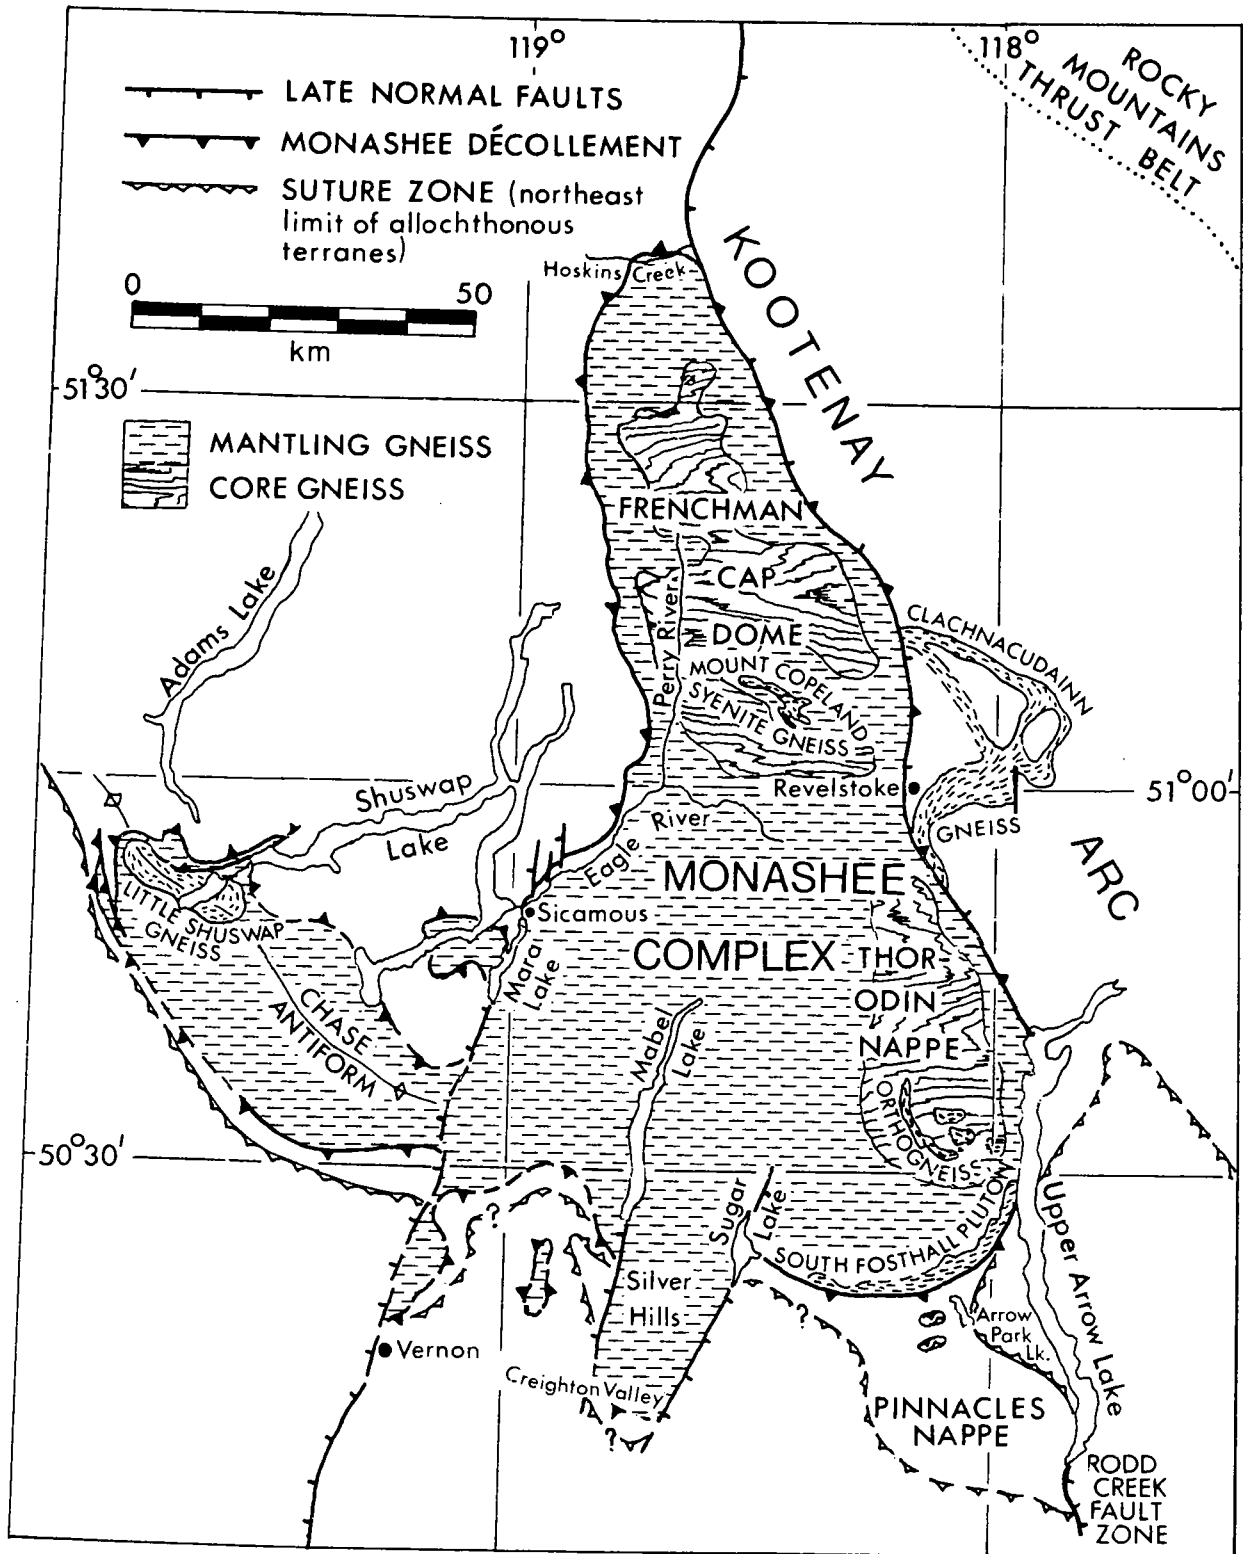 119°
118°
ROCKY
MOUNTAINS
THRUST BELT
LATE NORMAL FAULTS
MONASHEE DÉCOLLEMENT
SUTURE ZONE (northeast
limit of allochthonous
terranes)
0 50
km
Hoskins Creek
KOOTENAY
51°30'
MANTLING GNEISS
CORE GNEISS
FRENCHMAN
CAP
DOME
Adams Lake
Perry River
CLACHNACUDAINN
MOUNT COPELAND
SYENITE GNEISS
Revelstoke
51°00'
Shuswap
Lake
Eagle
River
GNEISS
ARC
MONASHEE
COMPLEX
LITTLE SHUSWAP
GNEISS
Sicamous
Mara
Lake
THOR-
ODIN
NAPPE
CHASE
ANTIFORM
Mabel
Lake
ORTHOGNEISS
50°30'
?
Sugar
Lake
SOUTH FOSTHALL PLUTON
Upper Arrow Lake
Silver
Hills
?
Arrow
Park
Lk.
Vernon
Creighton Valley
?
PINNACLES
NAPPE
RODD
CREEK
FAULT
ZONE